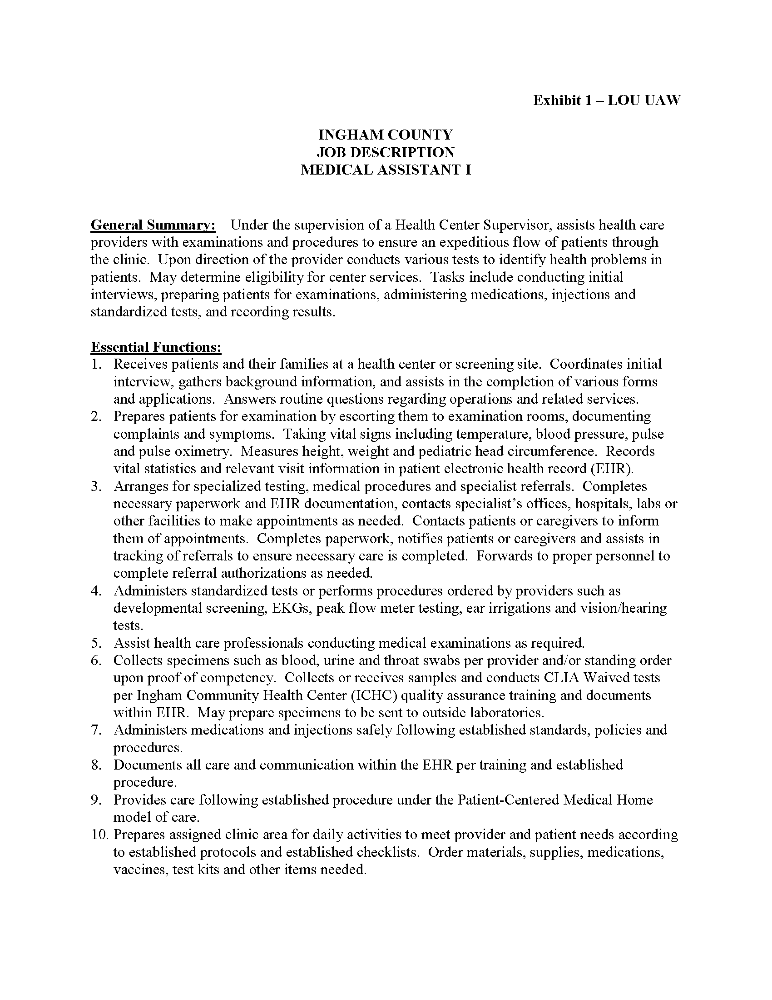 Exhibit 1 – LOU UAW
INGHAM COUNTY
JOB DESCRIPTION
MEDICAL ASSISTANT I
General Summary: Under the supervision of a Health Center Supervisor, assists health care
providers with examinations and procedures to ensure an expeditious flow of patients through
the clinic. Upon direction of the provider conducts various tests to identify health problems in
patients. May determine eligibility for center services. Tasks include conducting initial
interviews, preparing patients for examinations, administering medications, injections and
standardized tests, and recording results.
Essential Functions:
1. Receives patients and their families at a health center or screening site. Coordinates initial
interview, gathers background information, and assists in the completion of various forms
and applications. Answers routine questions regarding operations and related services.
2. Prepares patients for examination by escorting them to examination rooms, documenting
complaints and symptoms. Taking vital signs including temperature, blood pressure, pulse
and pulse oximetry. Measures height, weight and pediatric head circumference. Records
vital statistics and relevant visit information in patient electronic health record (EHR).
3. Arranges for specialized testing, medical procedures and specialist referrals. Completes
necessary paperwork and EHR documentation, contacts specialist’s offices, hospitals, labs or
other facilities to make appointments as needed. Contacts patients or caregivers to inform
them of appointments. Completes paperwork, notifies patients or caregivers and assists in
tracking of referrals to ensure necessary care is completed. Forwards to proper personnel to
complete referral authorizations as needed.
4. Administers standardized tests or performs procedures ordered by providers such as
developmental screening, EKGs, peak flow meter testing, ear irrigations and vision/hearing
tests.
5. Assist health care professionals conducting medical examinations as required.
6. Collects specimens such as blood, urine and throat swabs per provider and/or standing order
upon proof of competency. Collects or receives samples and conducts CLIA Waived tests
per Ingham Community Health Center (ICHC) quality assurance training and documents
within EHR. May prepare specimens to be sent to outside laboratories.
7. Administers medications and injections safely following established standards, policies and
procedures.
8. Documents all care and communication within the EHR per training and established
procedure.
9. Provides care following established procedure under the Patient-Centered Medical Home
model of care.
10. Prepares assigned clinic area for daily activities to meet provider and patient needs according
to established protocols and established checklists. Order materials, supplies, medications,
vaccines, test kits and other items needed.